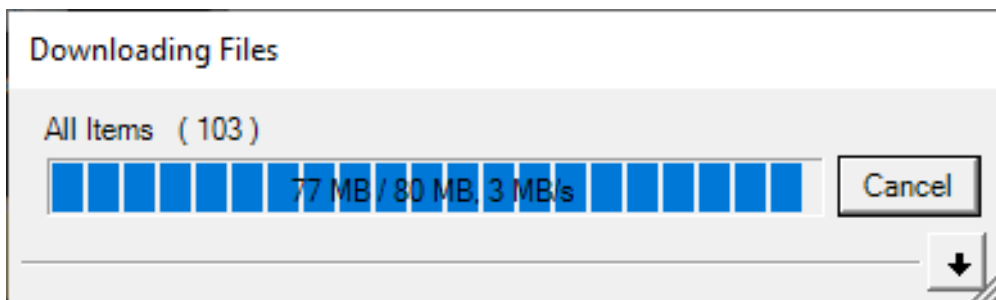 Downloading Files
All Items ( 103 )
77 MB / 80 MB, 3 MB/s
Cancel